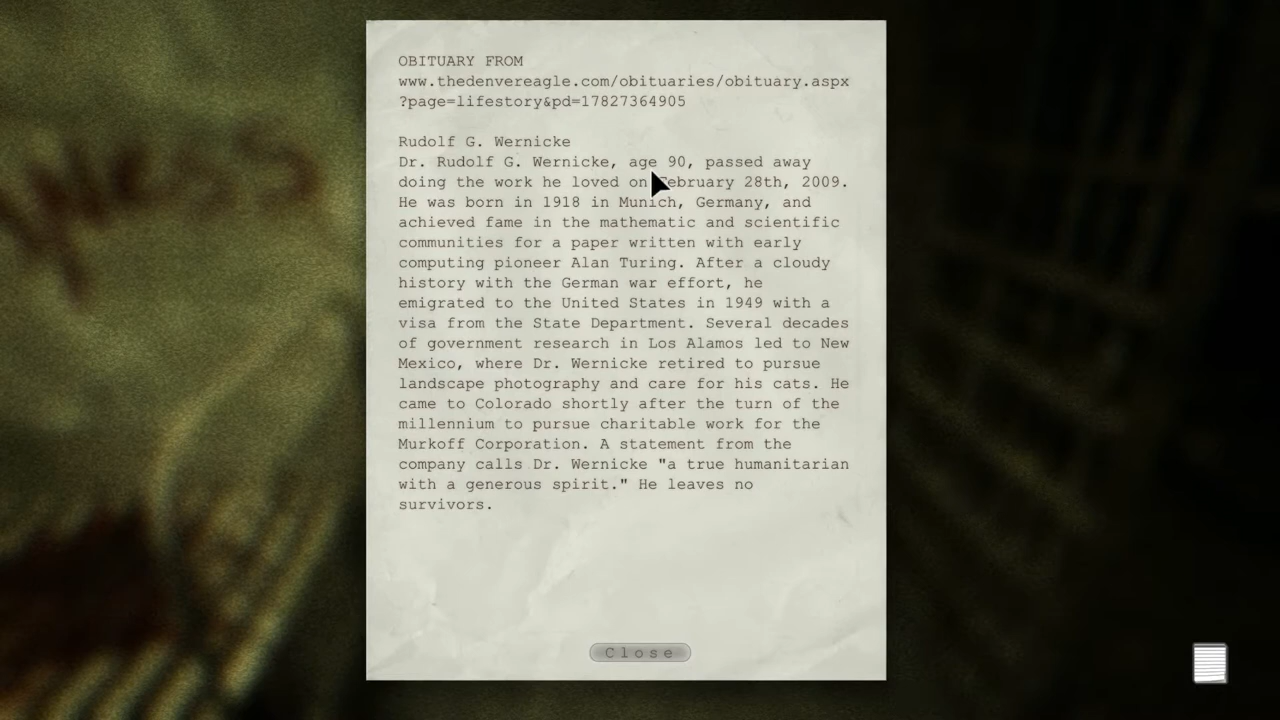 OBITUARY FROM
www.thedenvereagle.com/obituaries/obituary.aspx
?page=lifestory&pd=17827364905
Rudolf G. Wernicke
Dr. Rudolf G. Wernicke, age 90, passed away
doing the work he loved on February 28th, 2009.
He was born in 1918 in Munich, Germany, and
achieved fame in the mathematic and scientific
communities for a paper written with early
computing pioneer Alan Turing. After a cloudy
history with the German war effort, he
emigrated to the United States in 1949 with a
visa from the State Department. Several decades
of government research in Los Alamos led to New
Mexico, where Dr. Wernicke retired to pursue
landscape photography and care for his cats. He
came to Colorado shortly after the turn of the
millennium to pursue charitable work for the
Murkoff Corporation. A statement from the
company calls Dr. Wernicke "a true humanitarian
with a generous spirit." He leaves no
survivors.
Close